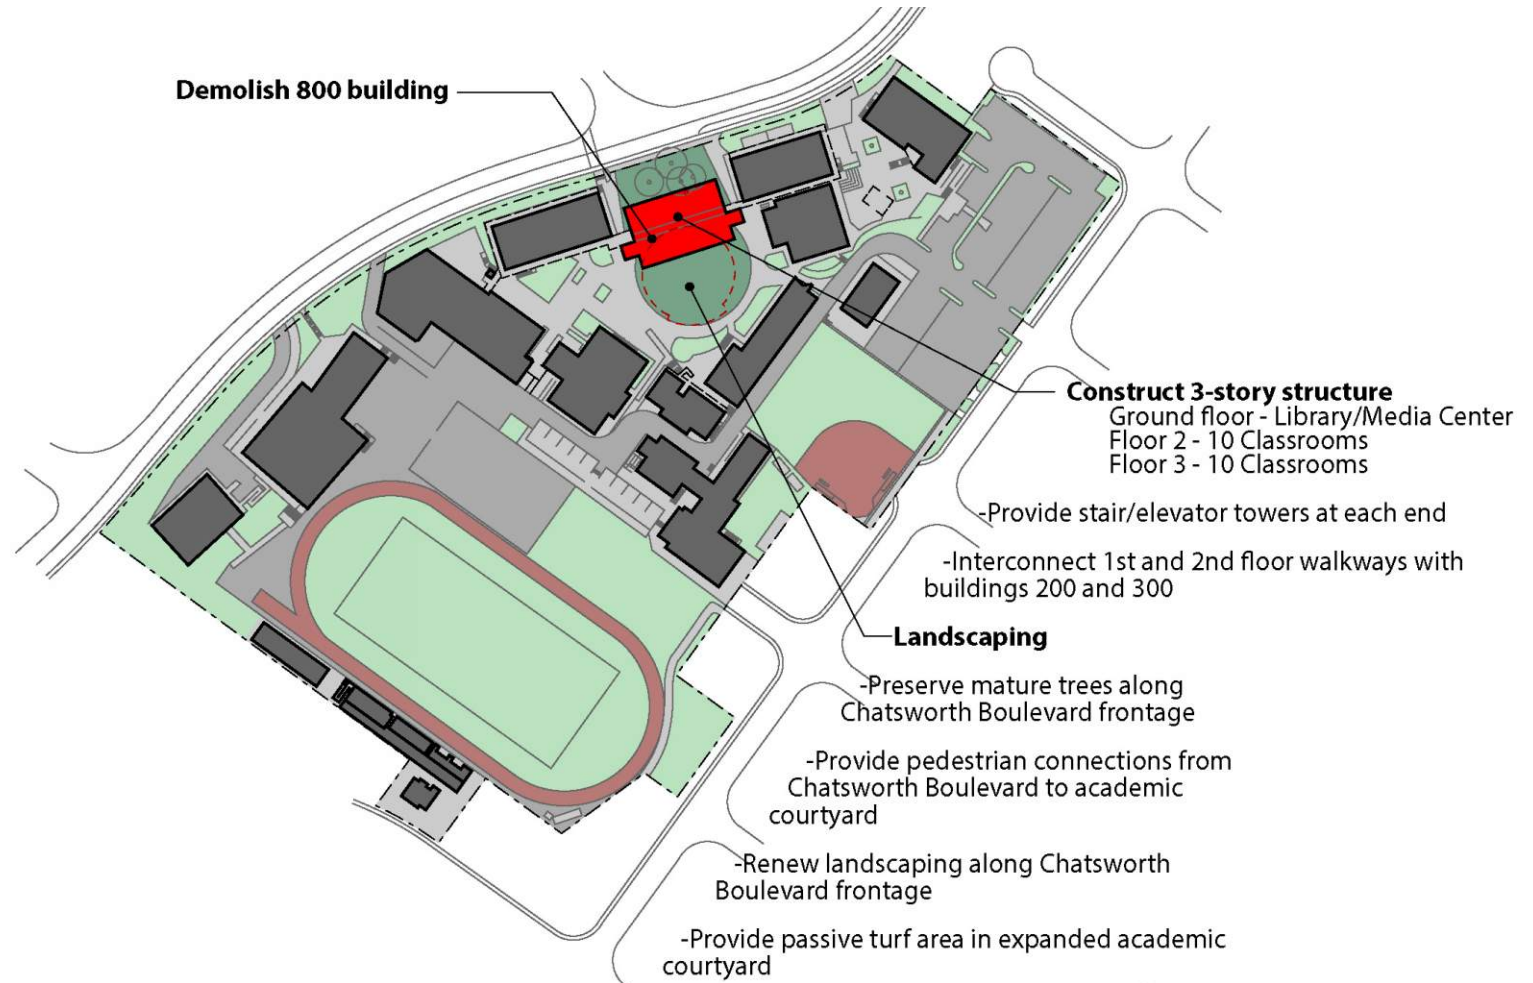 Demolish 800 building
Construct 3-story structure
Ground floor - Library/Media Center
Floor 2 - 10 Classrooms
Floor 3 - 10 Classrooms
-Provide stair/elevator towers at each end
-Interconnect 1st and 2nd floor walkways with
buildings 200 and 300
Landscaping
-Preserve mature trees along
Chatsworth Boulevard frontage
-Provide pedestrian connections from
Chatsworth Boulevard to academic
courtyard
-Renew landscaping along Chatsworth
Boulevard frontage
-Provide passive turf area in expanded academic
courtyard